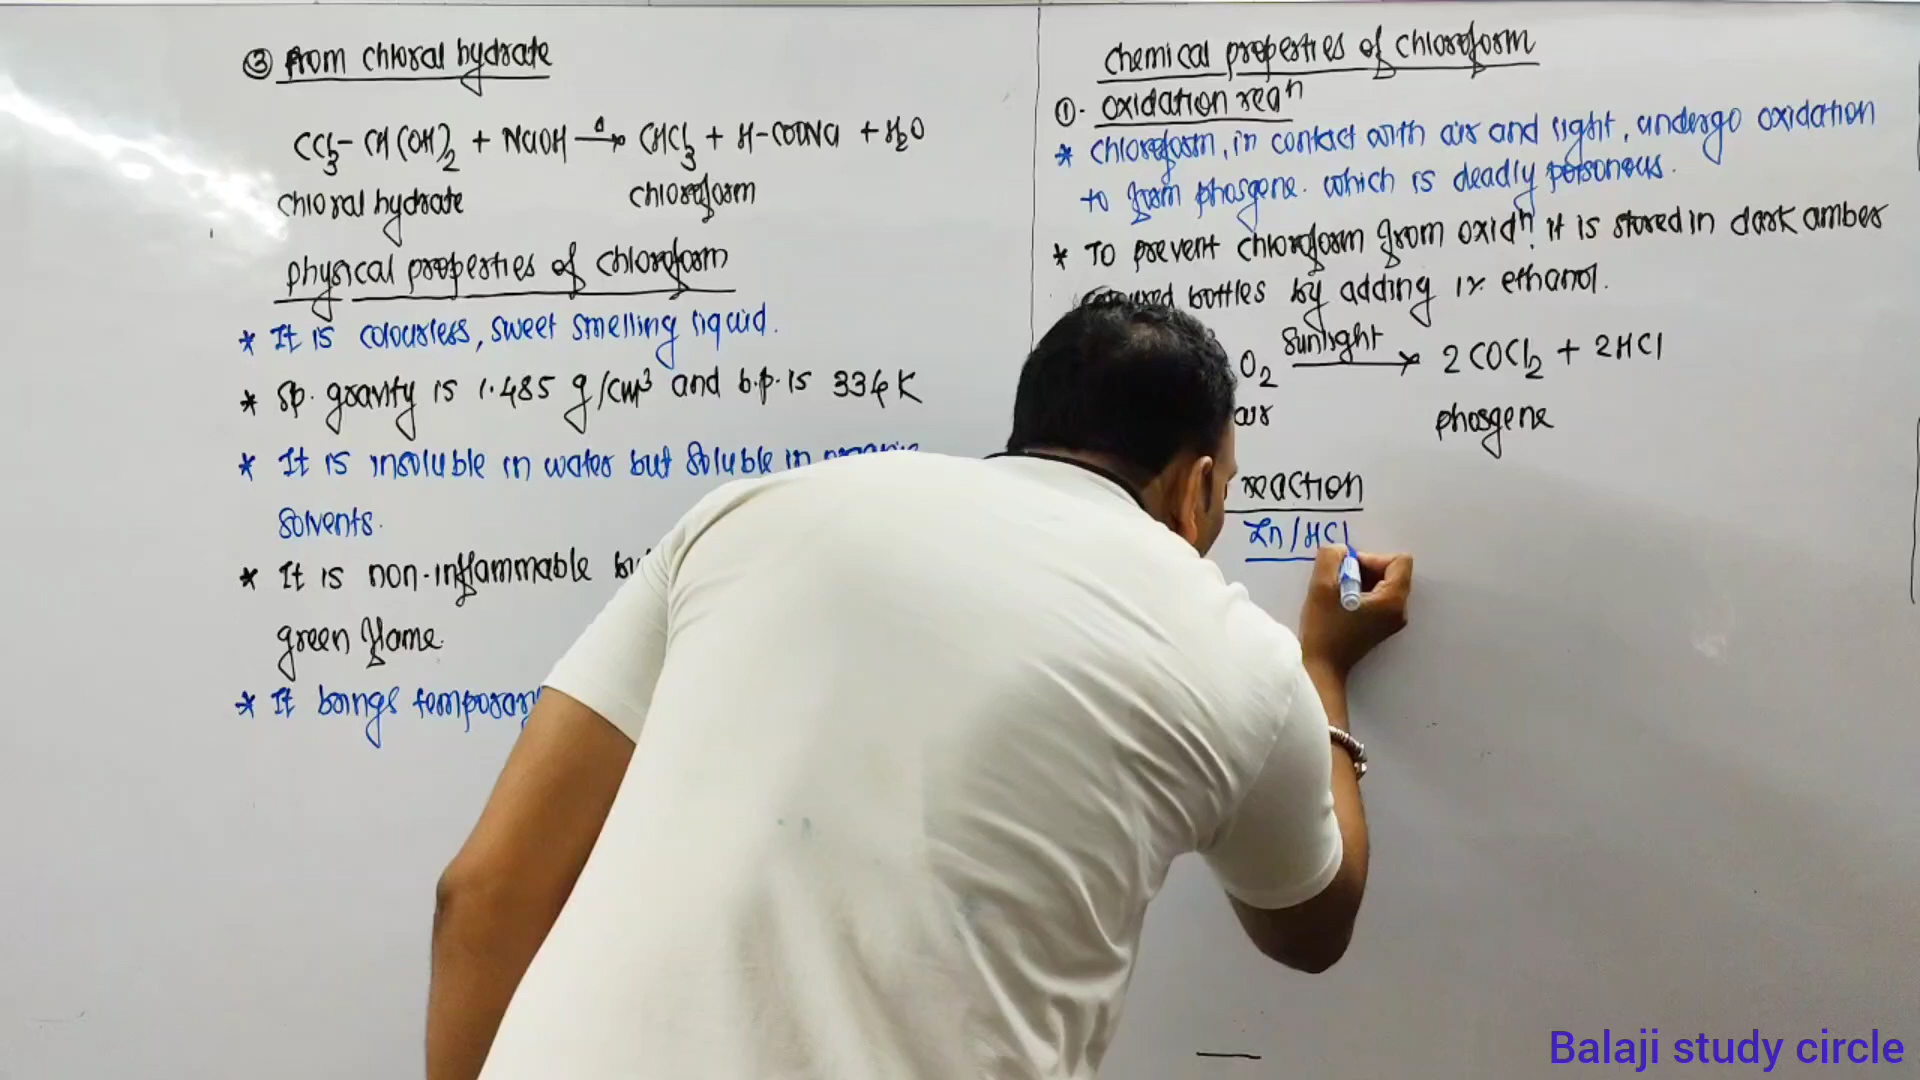 ③ From chloral hydrate
CCl₃-CH(OH)₂ + NaOH —Δ→ CHCl₃ + H-COONa + H₂O
chloral hydrate chloroform
physical properties of chloroform
* It is colourless, sweet smelling liquid.
* sp. gravity is 1.485 g/cm³ and b.p. is 334 K
* It is insoluble in water but soluble in organic
solvents.
* It is non-inflammable
green flame.
* It brings temporary
chemical properties of chloroform
①. oxidation reaⁿ
* chloroform, in contact with air and light, undergo oxidation
to form phosgene. which is deadly poisonous.
* To prevent chloroform from oxidⁿ. it is stored in dark amber
coloured bottles by adding 1% ethanol.
O₂ —Sunlight→ 2COCl₂ + 2HCl
air phosgene
reaction
Zn/HCl
Balaji study circle